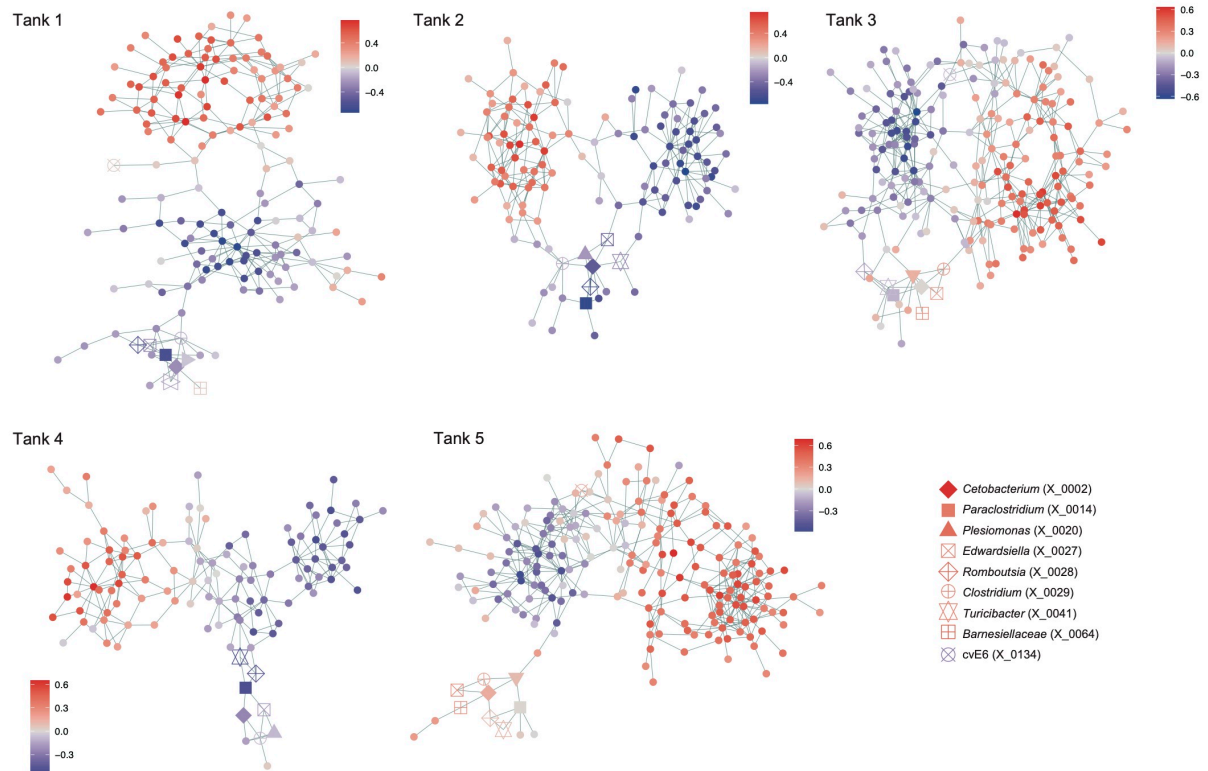 Tank 1
0.4
0.0
−0.4
Tank 2
0.4
0.0
−0.4
Tank 3
0.6
0.3
0.0
−0.3
−0.6
Tank 4
0.6
0.3
0.0
−0.3
Tank 5
0.6
0.3
0.0
−0.3
Cetobacterium (X_0002)
Paraclostridium (X_0014)
Plesiomonas (X_0020)
Edwardsiella (X_0027)
Romboutsia (X_0028)
Clostridium (X_0029)
Turicibacter (X_0041)
Barnesiellaceae (X_0064)
cvE6 (X_0134)